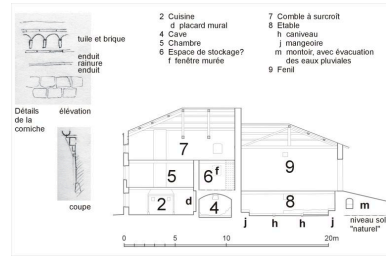 2 Cuisine
d placard mural
4 Cave
5 Chambre
6 Espace de stockage?
f fenêtre murée
7 Comble à surcroît
8 Etable
h caniveau
j mangeoire
m montoir, avec évacuation
des eaux pluviales
9 Fenil
tuile et brique
enduit
rainure
enduit
Détails
de la
corniche
élévation
coupe
7
9
5
6 f
2
d
4
8
m
j
h
h
j
niveau sol
"naturel"
0
5
10
20m